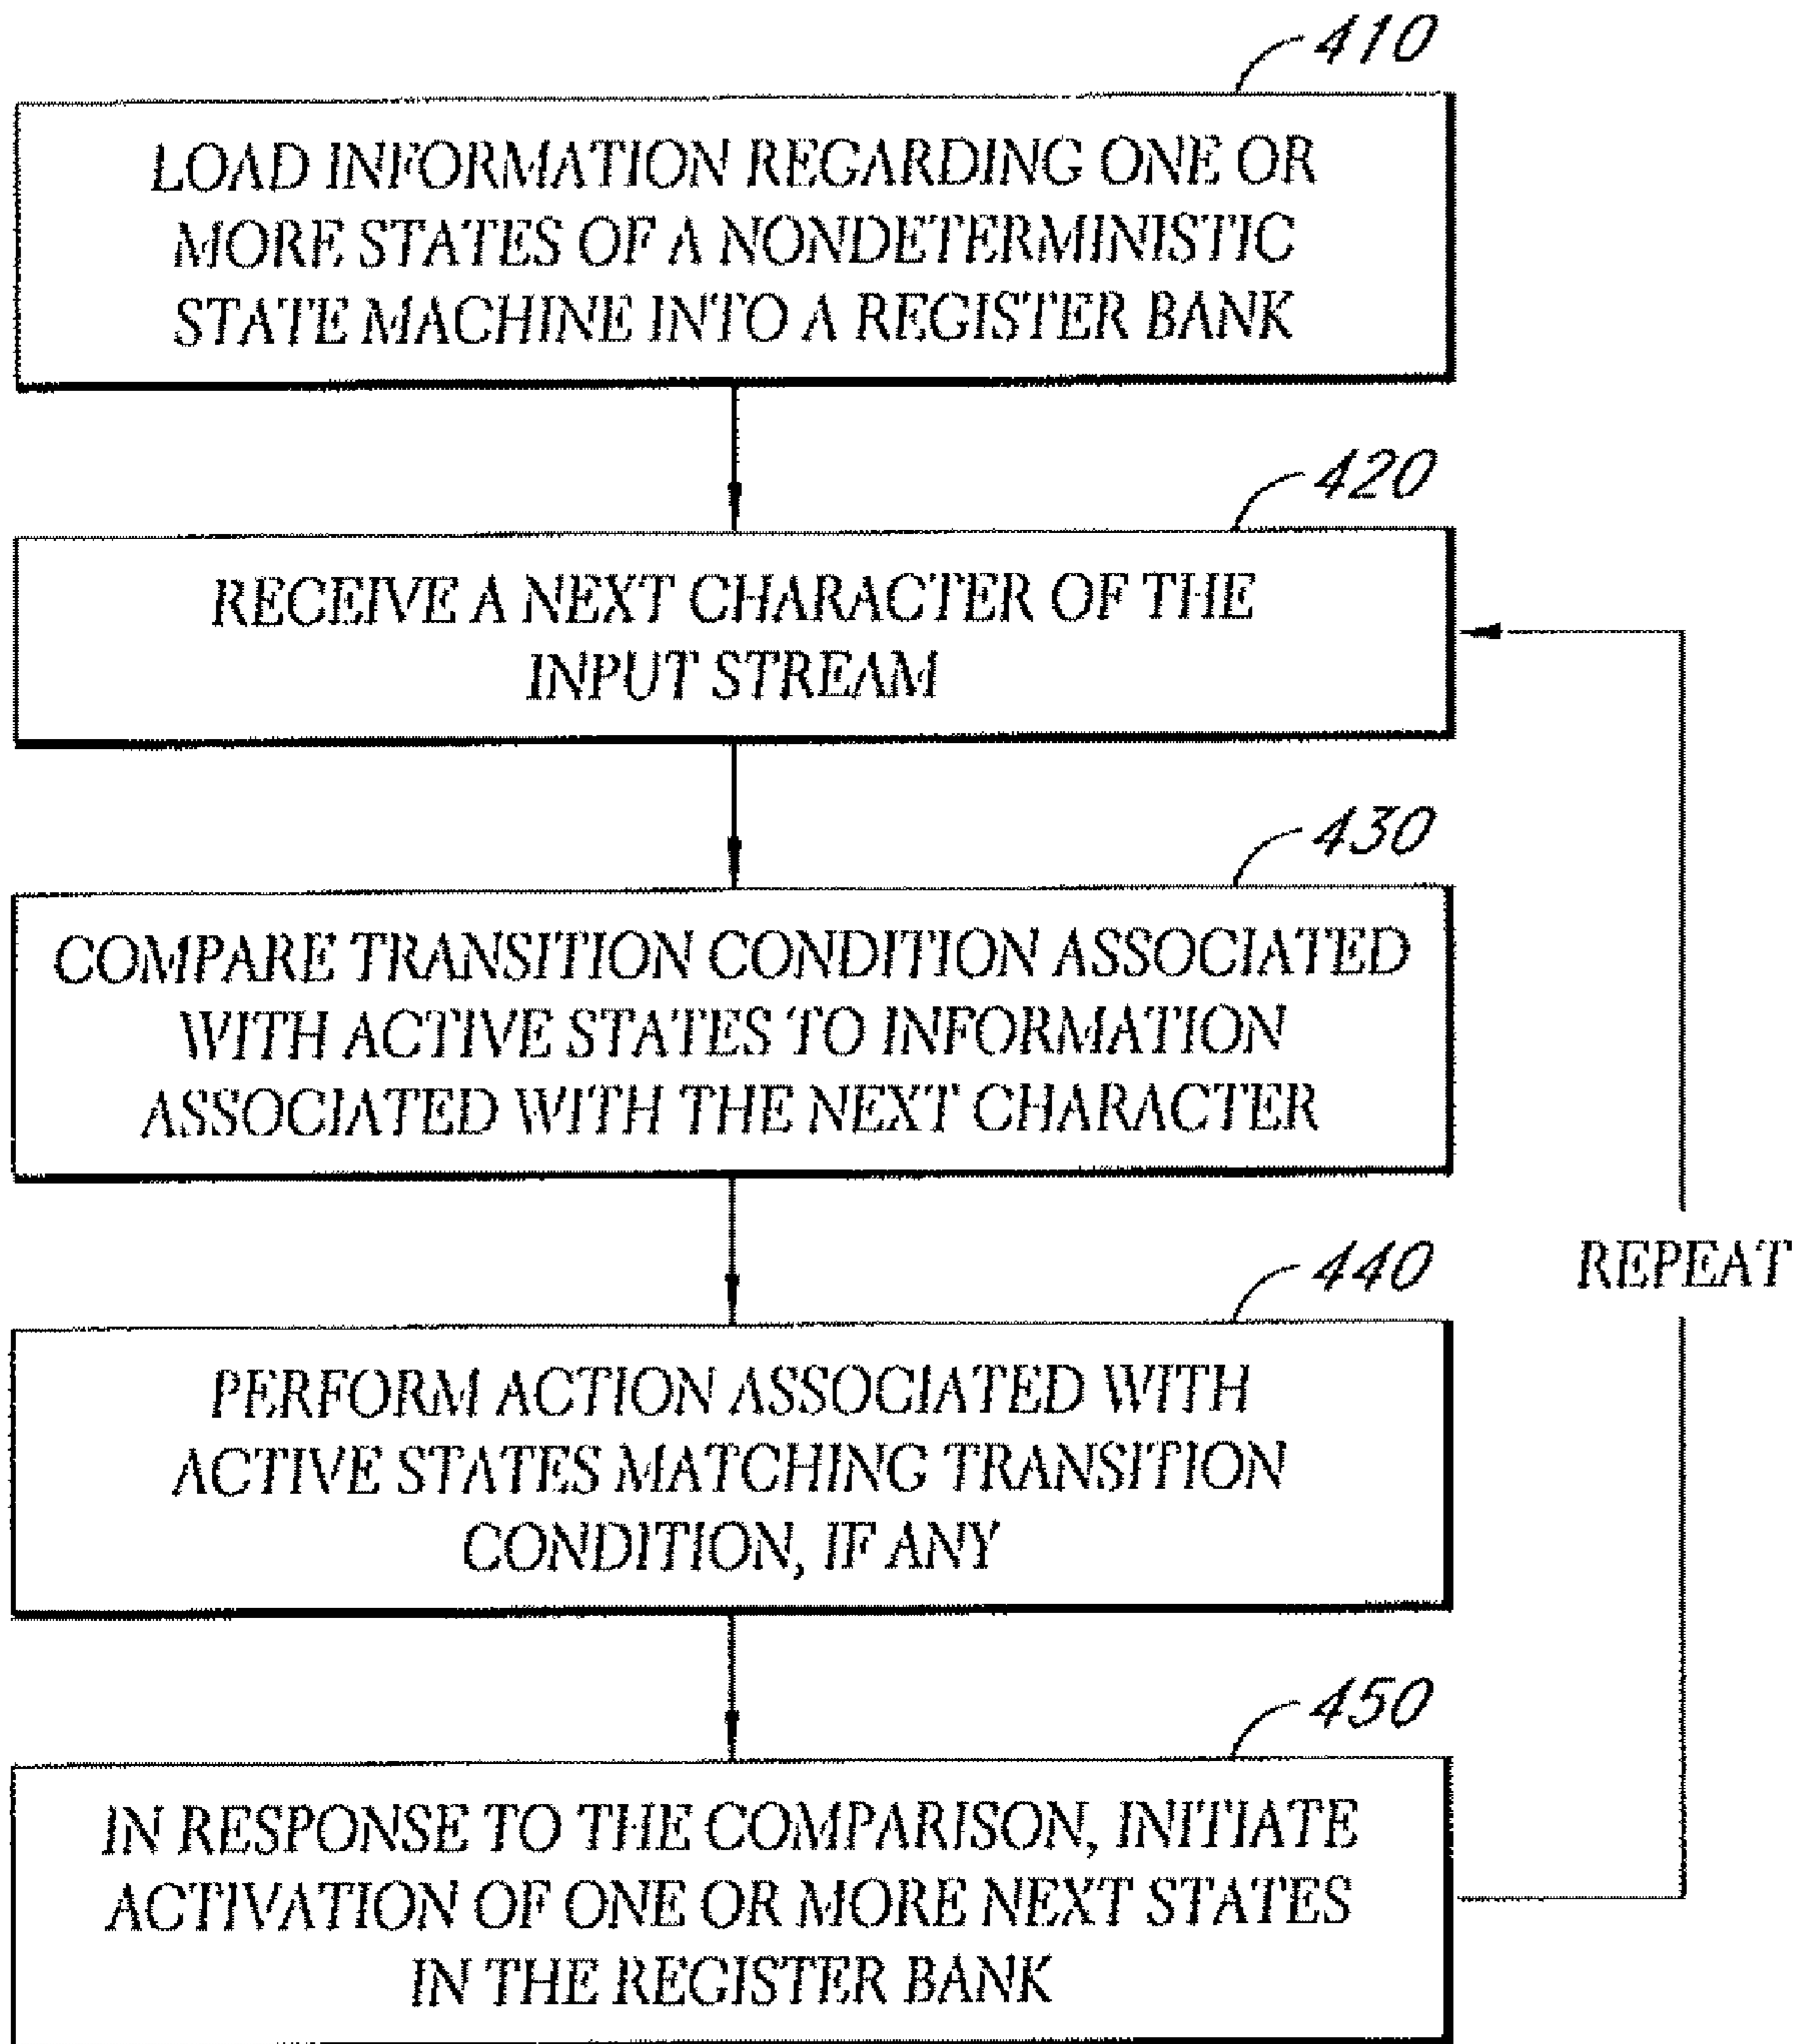 410
LOAD INFORMATION REGARDING ONE OR
MORE STATES OF A NONDETERMINISTIC
STATE MACHINE INTO A REGISTER BANK
420
RECEIVE A NEXT CHARACTER OF THE
INPUT STREAM
430
COMPARE TRANSITION CONDITION ASSOCIATED
WITH ACTIVE STATES TO INFORMATION
ASSOCIATED WITH THE NEXT CHARACTER
440
REPEAT
PERFORM ACTION ASSOCIATED WITH
ACTIVE STATES MATCHING TRANSITION
CONDITION, IF ANY
450
IN RESPONSE TO THE COMPARISON, INITIATE
ACTIVATION OF ONE OR MORE NEXT STATES
IN THE REGISTER BANK